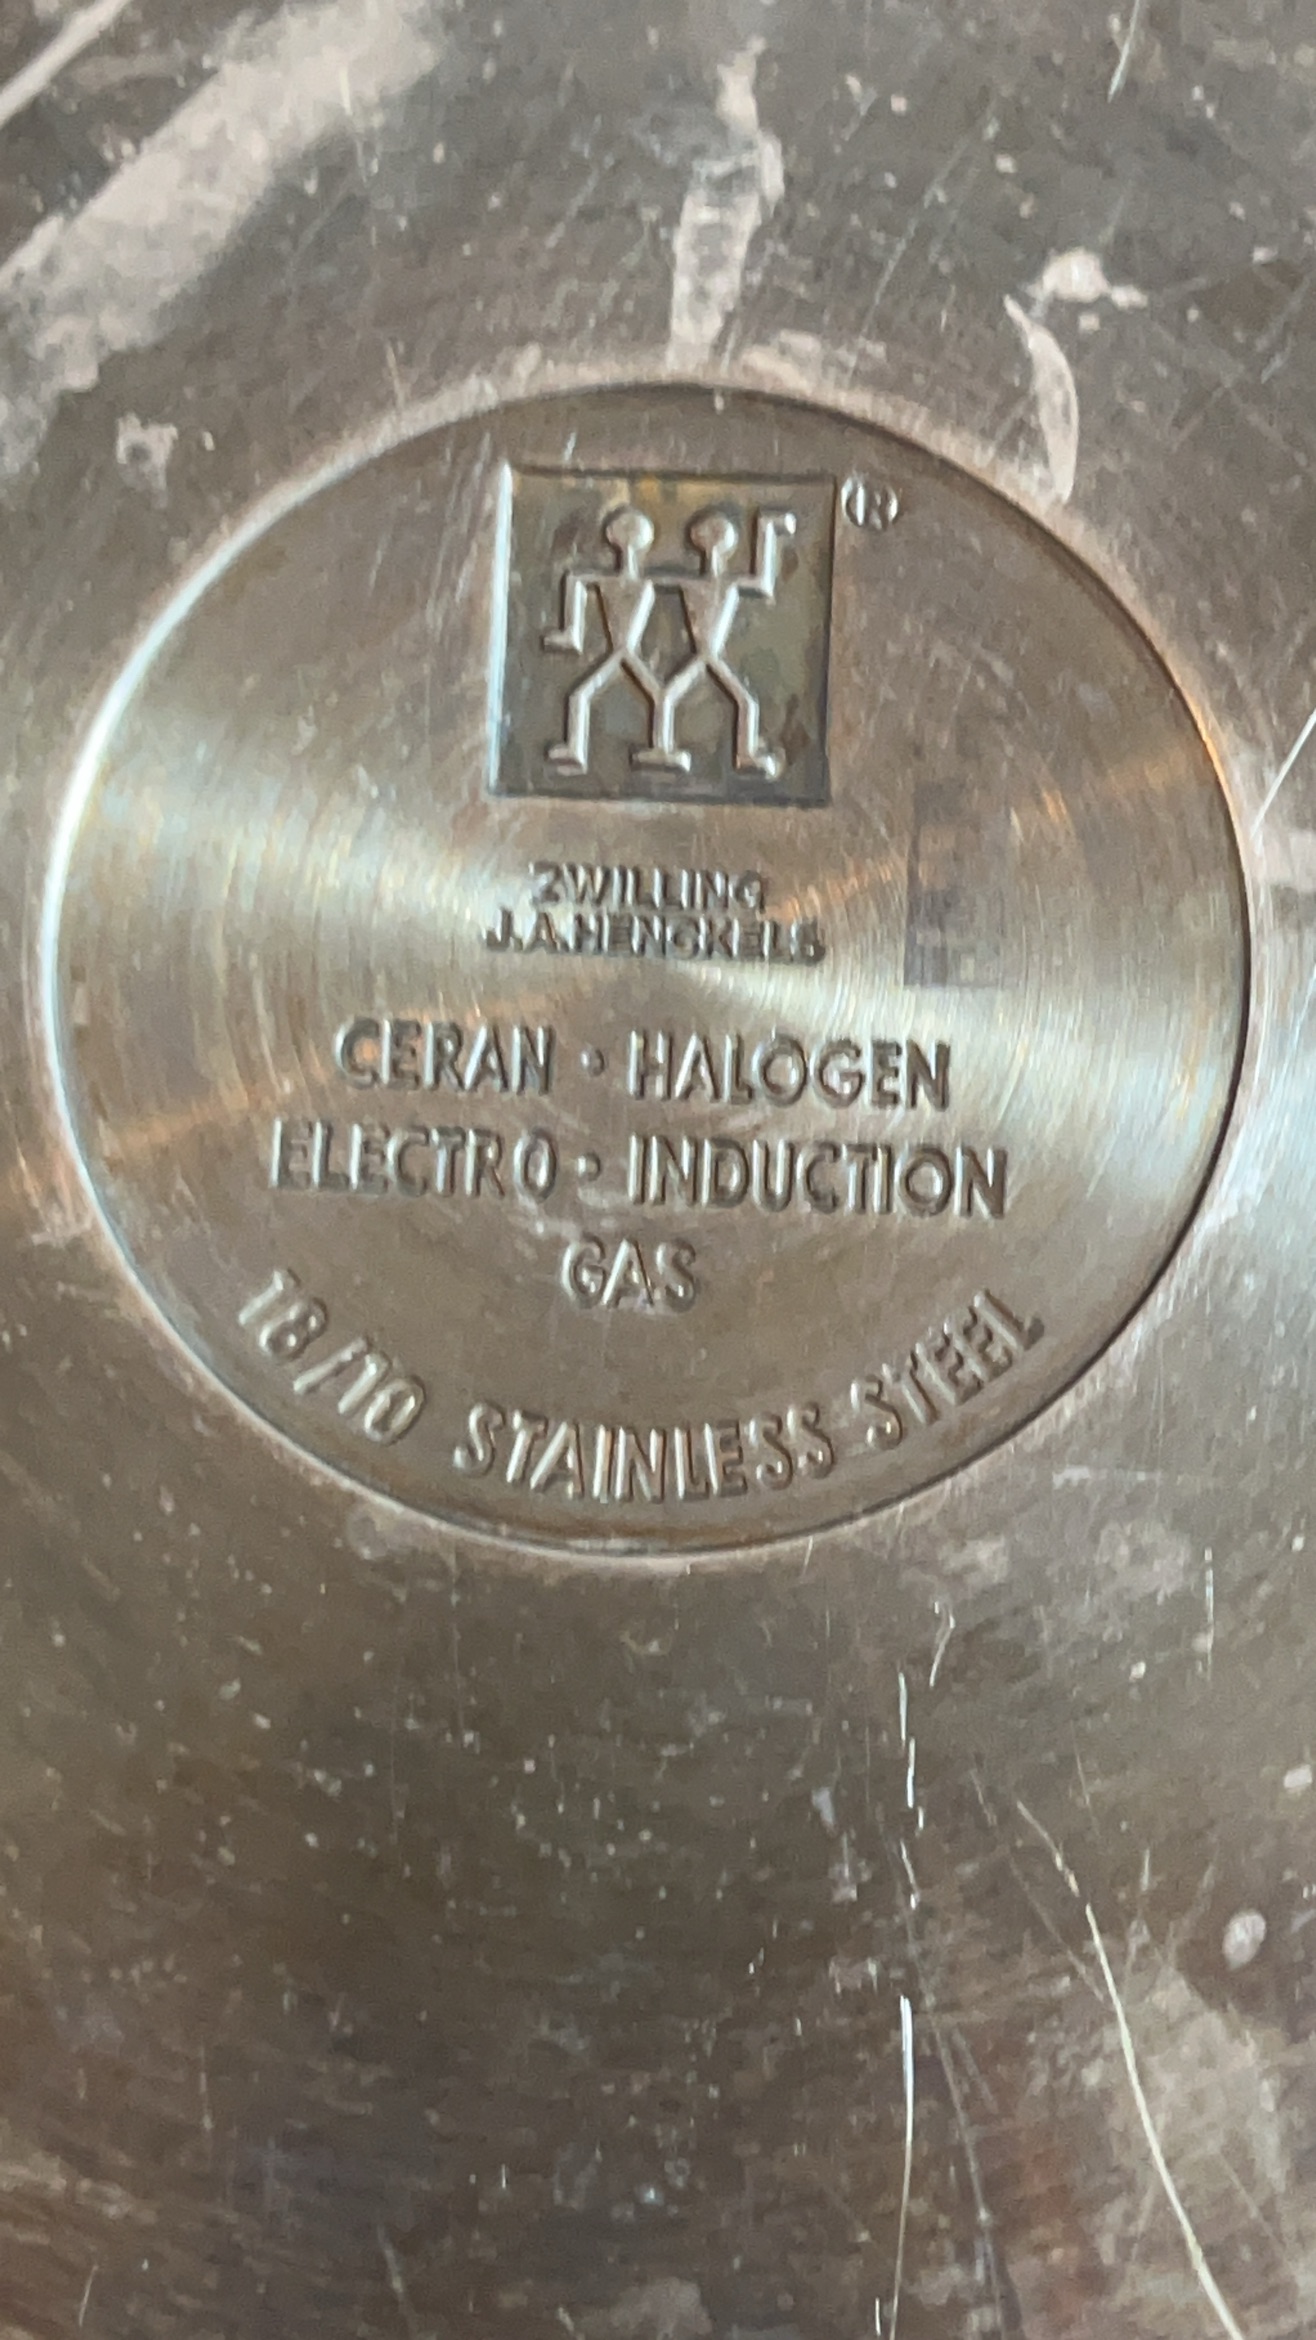 ®
ZWILLING
J.A.HENCKELS
CERAN · HALOGEN
ELECTRO · INDUCTION
GAS
18/10 STAINLESS STEEL